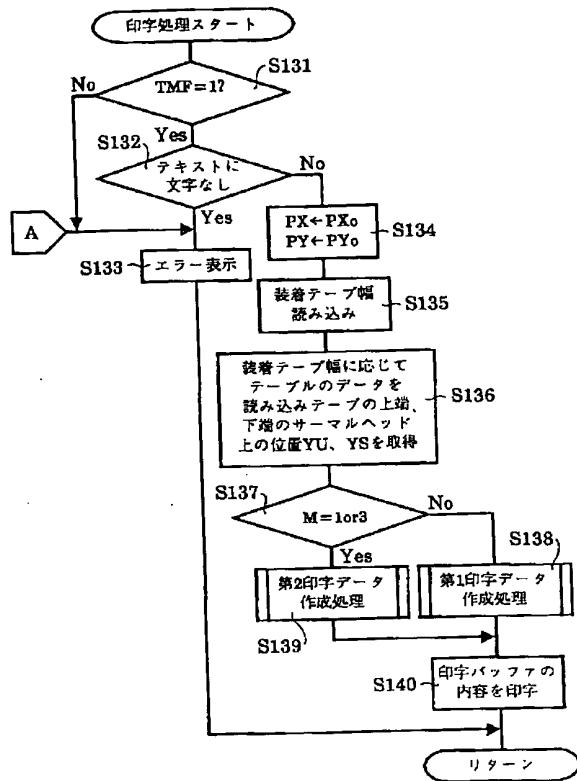 印字処理スタート
S131
TMF=1?
No
Yes
S132
テキストに
文字なし
No
Yes
A
S133
エラー表示
PX←PX₀
PY←PY₀
S134
装着テープ幅
読み込み
S135
装着テープ幅に応じて
テーブルのデータを
読み込みテープの上端、
下端のサーマルヘッド
上の位置YU、YSを取得
S136
S137
M=1or3
No
Yes
S138
第2印字データ
作成処理
第1印字データ
作成処理
S139
S140
印字バッファの
内容を印字
リターン